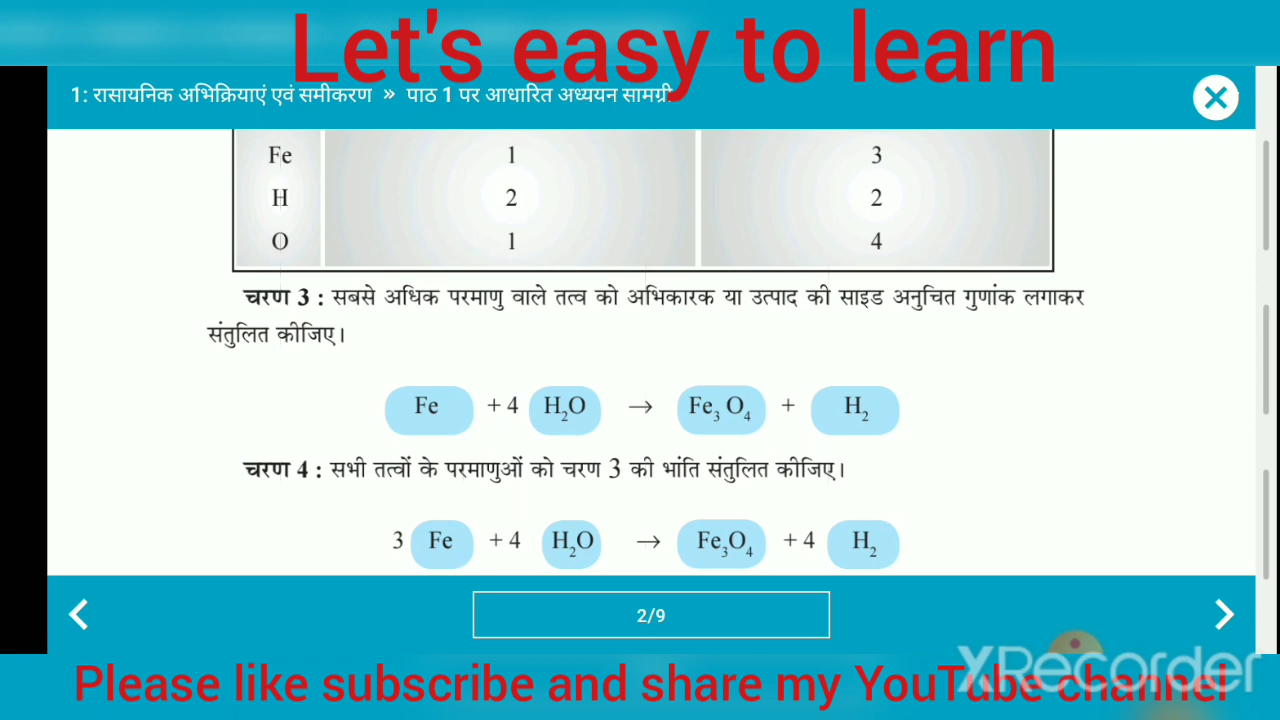 Let's easy to learn
1: रासायनिक अभिक्रियाएं एवं समीकरण » पाठ 1 पर आधारित अध्ययन सामग्री
Fe 1 3
H 2 2
O 1 4
चरण 3 : सबसे अधिक परमाणु वाले तत्व को अभिकारक या उत्पाद की साइड अनुचित गुणांक लगाकर
संतुलित कीजिए।
Fe + 4 H₂O → Fe₃ O₄ + H₂
चरण 4 : सभी तत्वों के परमाणुओं को चरण 3 की भांति संतुलित कीजिए।
3 Fe + 4 H₂O → Fe₃O₄ + 4 H₂
2/9
XRecorder
Please like subscribe and share my YouTube channel